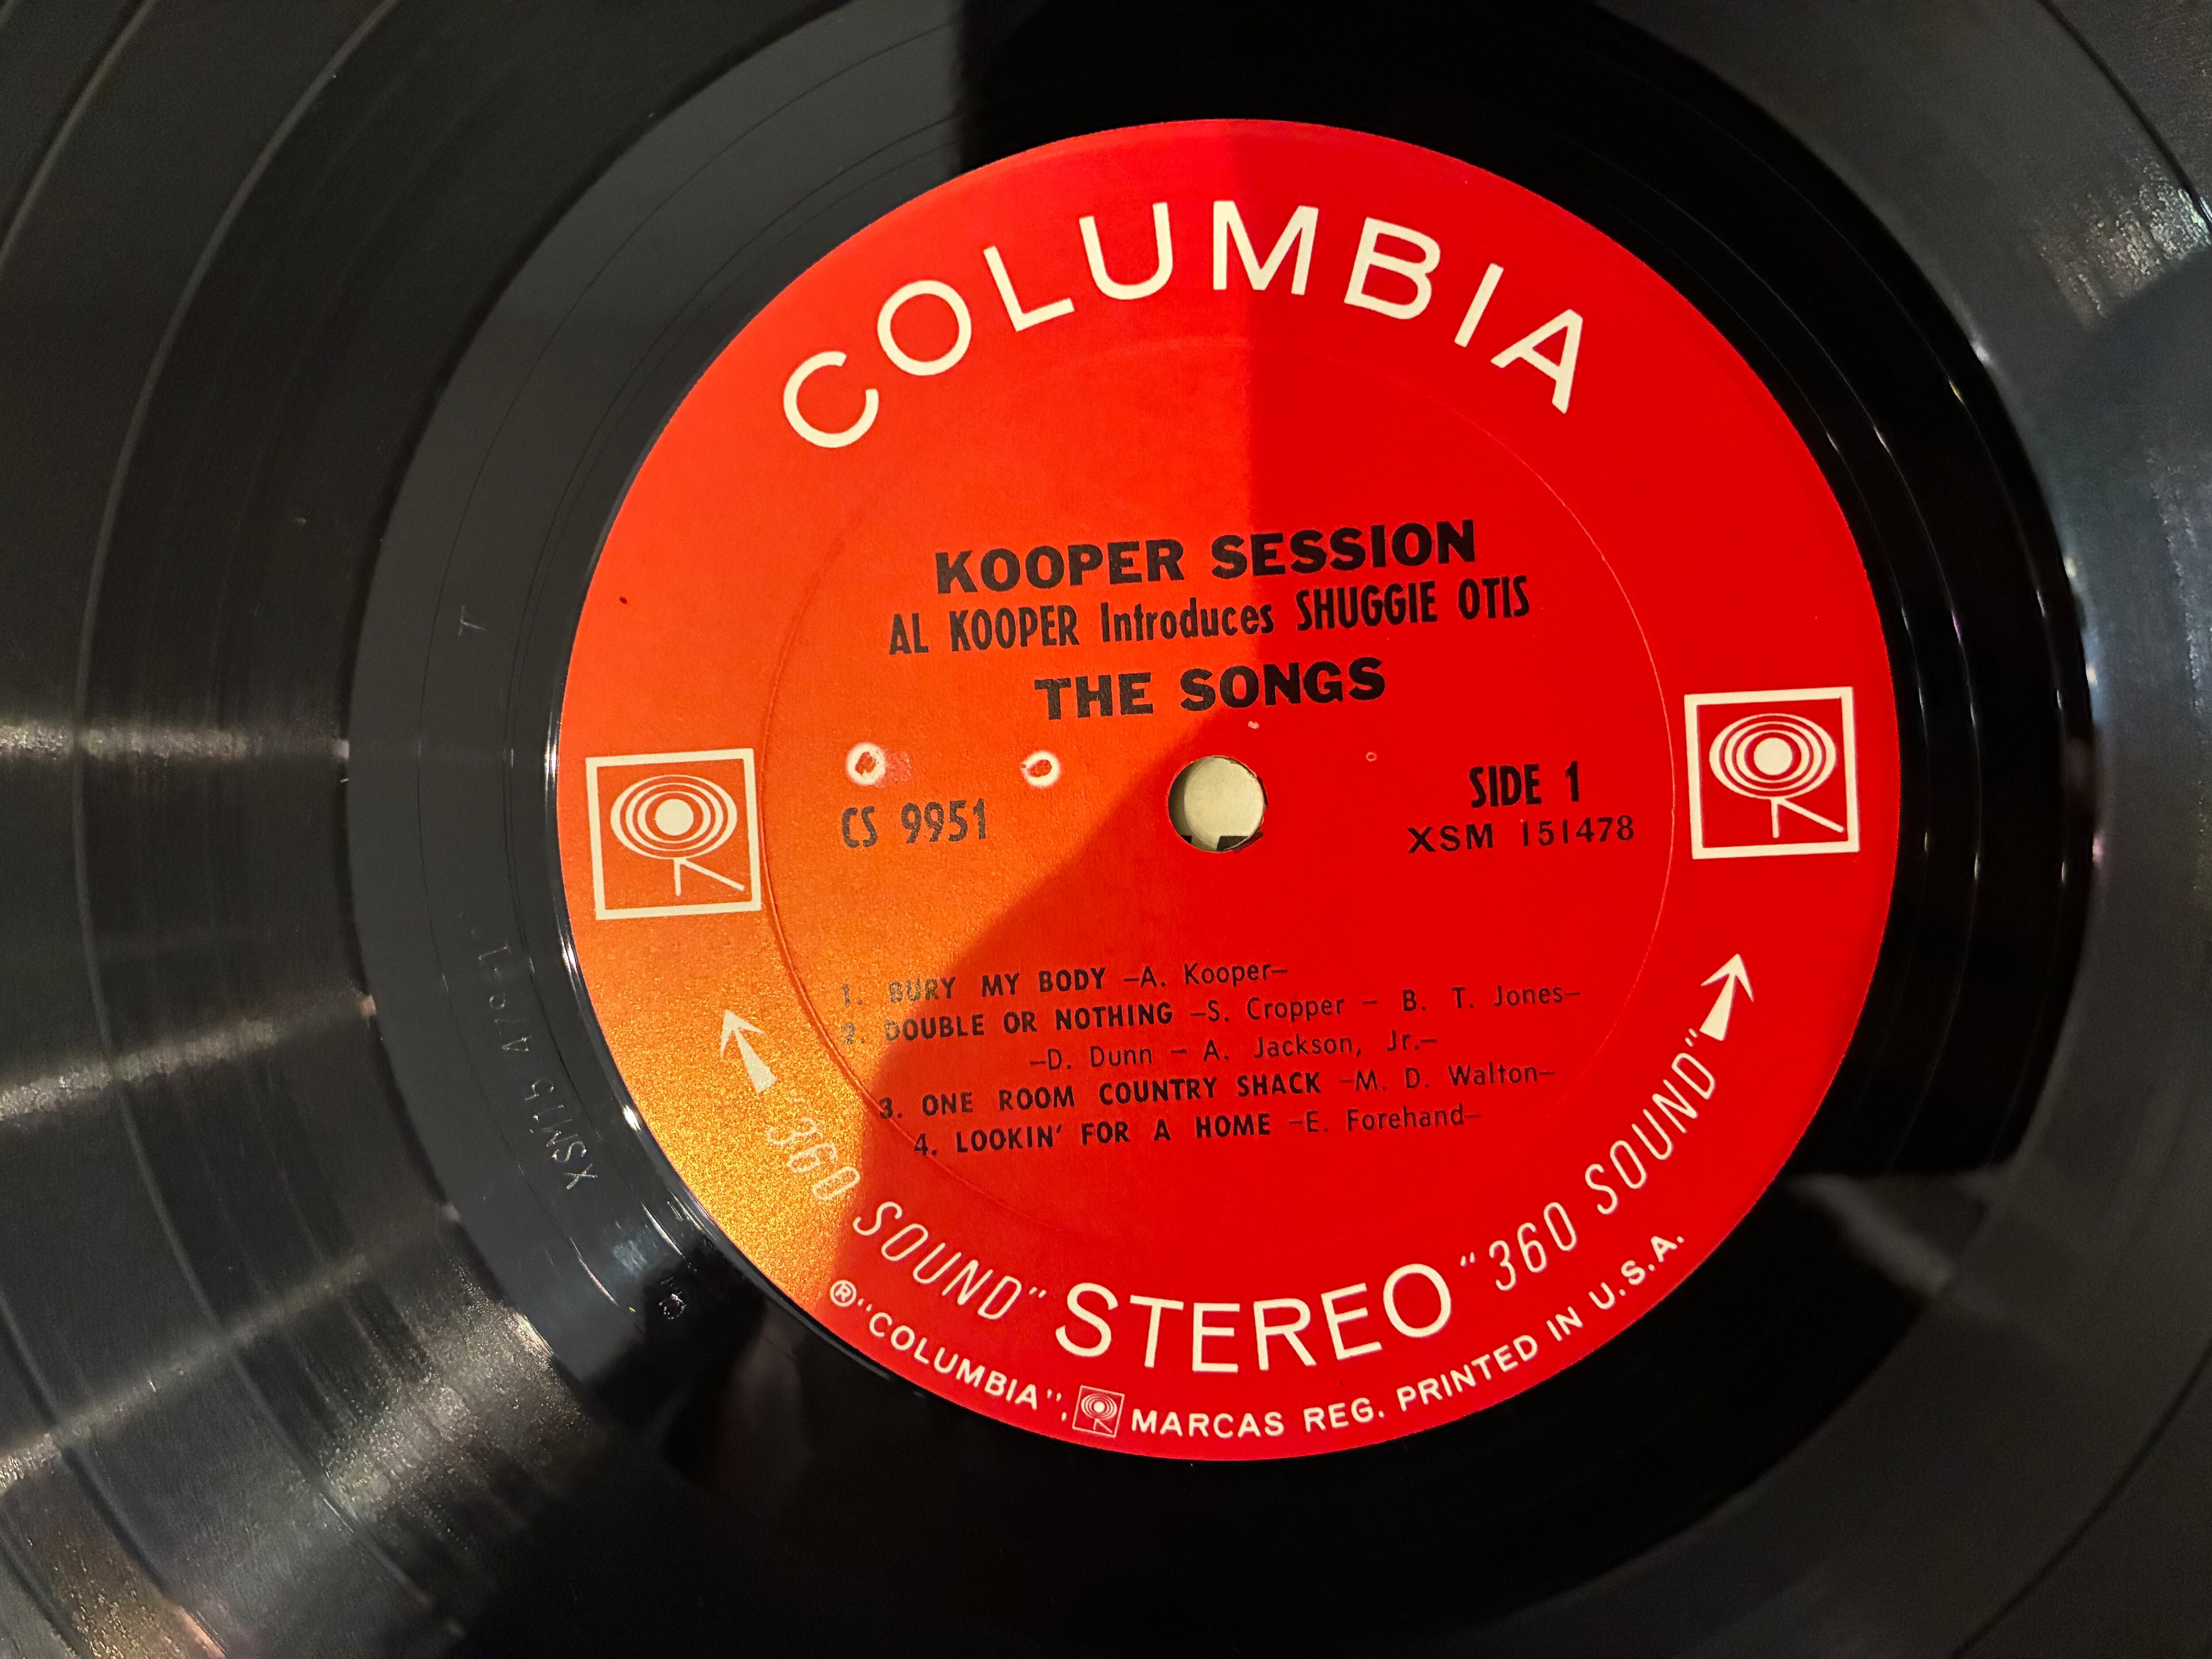 COLUMBIA
KOOPER SESSION
AL KOOPER Introduces SHUGGIE OTIS
THE SONGS
CS 9951
SIDE 1
XSM 151478
1. BURY MY BODY –A. Kooper–
2. DOUBLE OR NOTHING –S. Cropper – B. T. Jones–
–D. Dunn – A. Jackson, Jr.–
3. ONE ROOM COUNTRY SHACK –M. D. Walton–
4. LOOKIN' FOR A HOME –E. Forehand–
"360 SOUND" STEREO "360 SOUND"
®"COLUMBIA", MARCAS REG. PRINTED IN U.S.A.
T